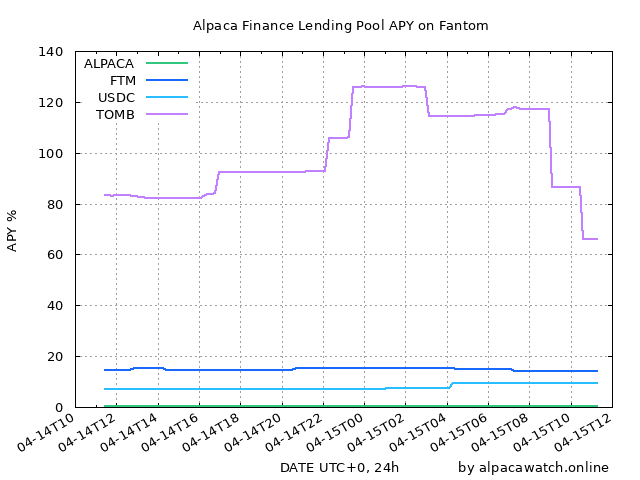 Alpaca Finance Lending Pool APY on Fantom
140
120
100
80
60
40
20
0
APY %
ALPACA
FTM
USDC
TOMB
04-14T10
04-14T12
04-14T14
04-14T16
04-14T18
04-14T20
04-14T22
04-15T00
04-15T02
04-15T04
04-15T06
04-15T08
04-15T10
04-15T12
DATE UTC+0, 24h
by alpacawatch.online